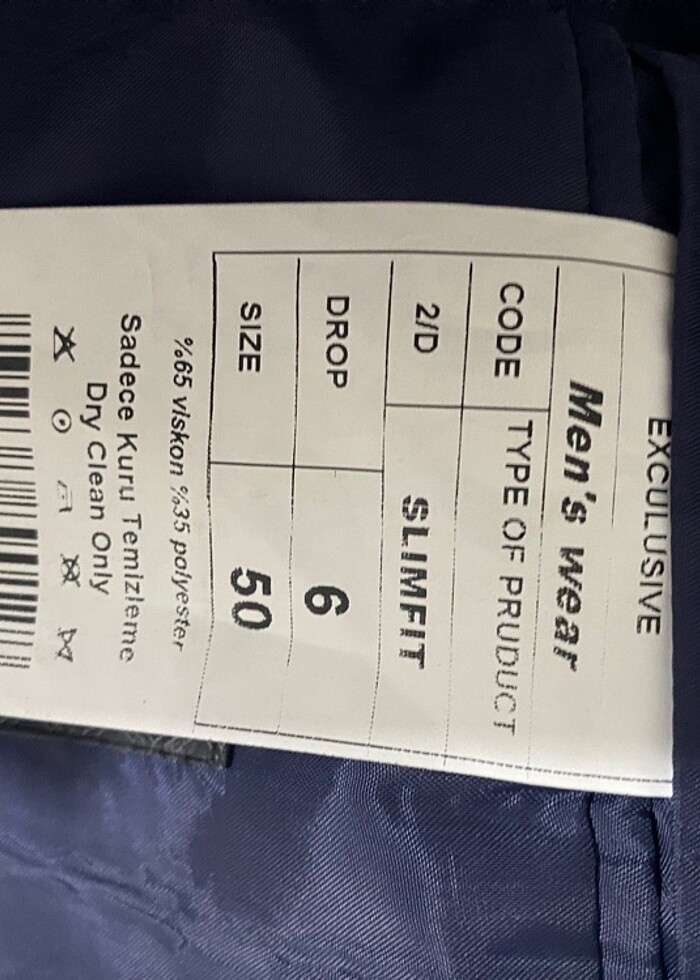 EXCULUSIVE
Men's wear
CODE TYPE OF PRUDUCT
2/D SLIMFIT
DROP 6
SIZE 50
%65 viskon %35 polyester
Sadece Kuru Temizleme
Dry Clean Only